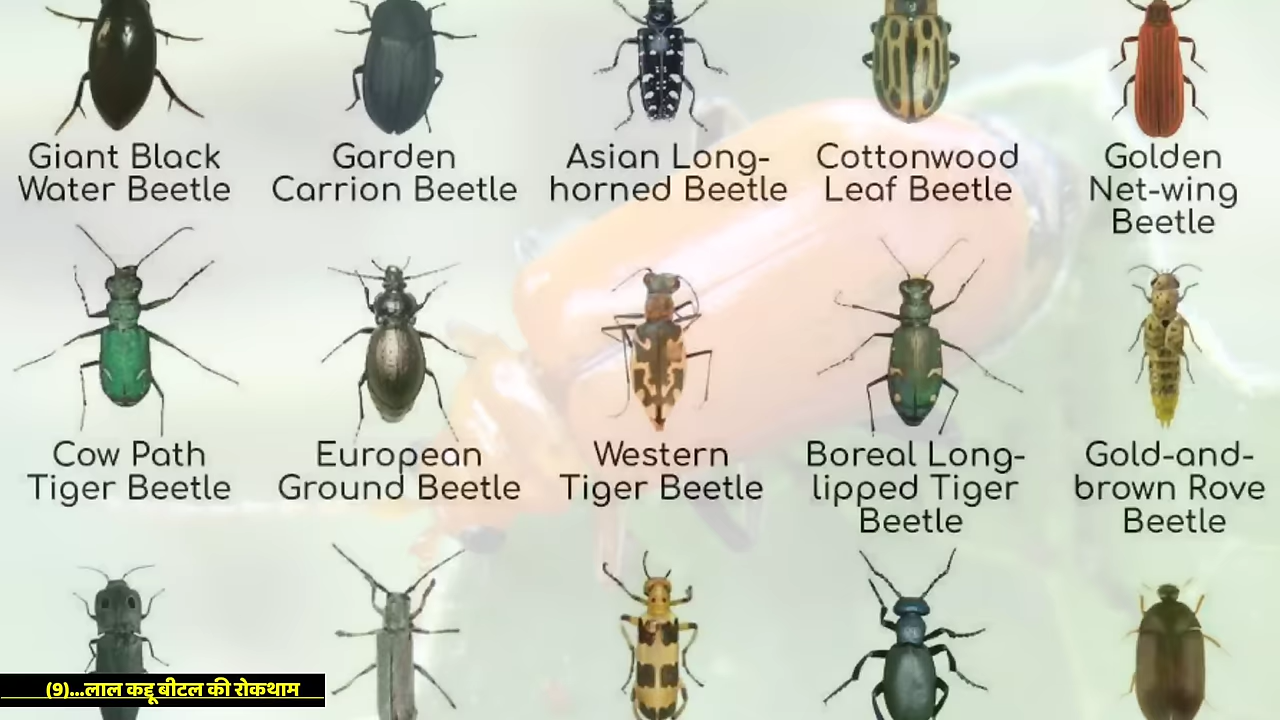 Giant Black
Water Beetle
Garden
Carrion Beetle
Asian Long-
horned Beetle
Cottonwood
Leaf Beetle
Golden
Net-wing
Beetle
Cow Path
Tiger Beetle
European
Ground Beetle
Western
Tiger Beetle
Boreal Long-
lipped Tiger
Beetle
Gold-and-
brown Rove
Beetle
(9)...लाल कद्दू बीटल की रोकथाम